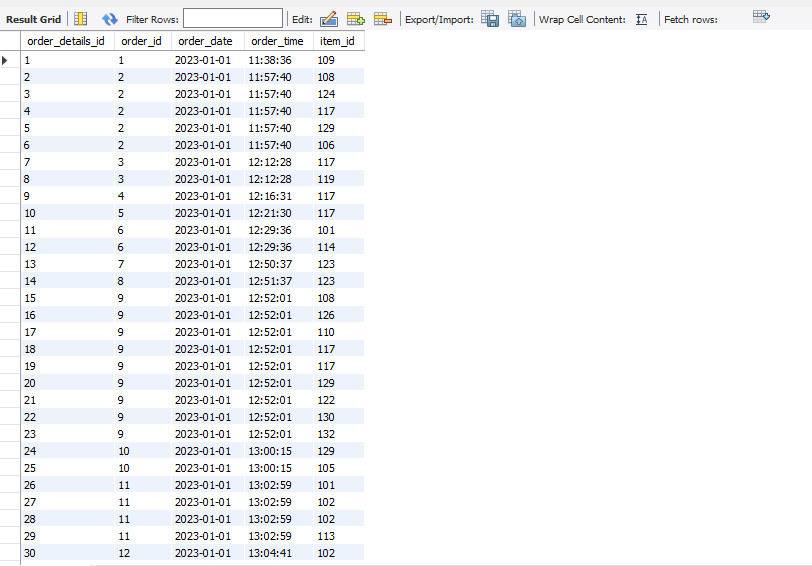 Result Grid Filter Rows: Edit: Export/Import: Wrap Cell Content: IA Fetch rows:
order_details_id order_id order_date order_time item_id
1 1 2023-01-01 11:38:36 109
2 2 2023-01-01 11:57:40 108
3 2 2023-01-01 11:57:40 124
4 2 2023-01-01 11:57:40 117
5 2 2023-01-01 11:57:40 129
6 2 2023-01-01 11:57:40 106
7 3 2023-01-01 12:12:28 117
8 3 2023-01-01 12:12:28 119
9 4 2023-01-01 12:16:31 117
10 5 2023-01-01 12:21:30 117
11 6 2023-01-01 12:29:36 101
12 6 2023-01-01 12:29:36 114
13 7 2023-01-01 12:50:37 123
14 8 2023-01-01 12:51:37 123
15 9 2023-01-01 12:52:01 108
16 9 2023-01-01 12:52:01 126
17 9 2023-01-01 12:52:01 110
18 9 2023-01-01 12:52:01 117
19 9 2023-01-01 12:52:01 117
20 9 2023-01-01 12:52:01 129
21 9 2023-01-01 12:52:01 122
22 9 2023-01-01 12:52:01 130
23 9 2023-01-01 12:52:01 132
24 10 2023-01-01 13:00:15 129
25 10 2023-01-01 13:00:15 105
26 11 2023-01-01 13:02:59 101
27 11 2023-01-01 13:02:59 102
28 11 2023-01-01 13:02:59 102
29 11 2023-01-01 13:02:59 113
30 12 2023-01-01 13:04:41 102